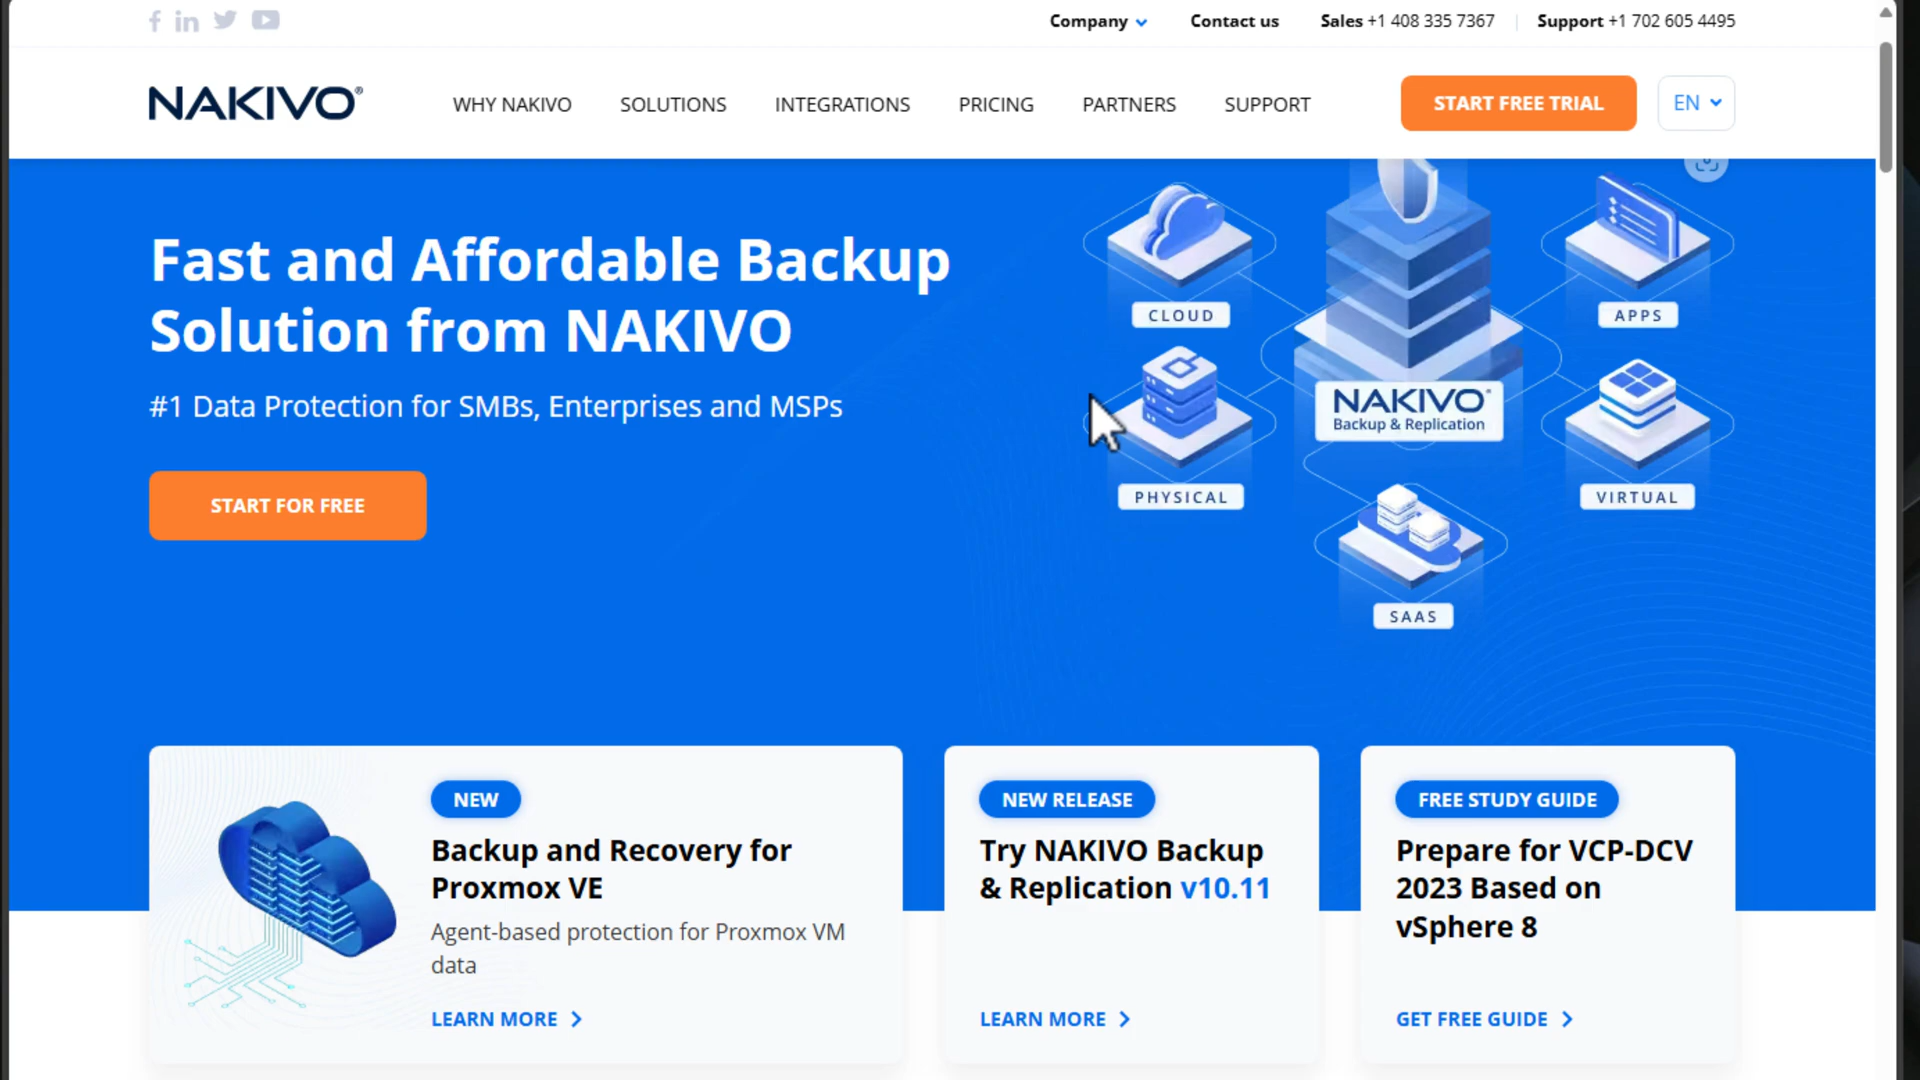 Company
Contact us
Sales +1 408 335 7367
Support +1 702 605 4495
NAKIVO®
WHY NAKIVO
SOLUTIONS
INTEGRATIONS
PRICING
PARTNERS
SUPPORT
START FREE TRIAL
EN
Fast and Affordable Backup
Solution from NAKIVO
#1 Data Protection for SMBs, Enterprises and MSPs
START FOR FREE
CLOUD
APPS
NAKIVO®
Backup & Replication
PHYSICAL
VIRTUAL
SAAS
NEW
Backup and Recovery for
Proxmox VE
Agent-based protection for Proxmox VM
data
LEARN MORE
NEW RELEASE
Try NAKIVO Backup
& Replication v10.11
LEARN MORE
FREE STUDY GUIDE
Prepare for VCP-DCV
2023 Based on
vSphere 8
GET FREE GUIDE